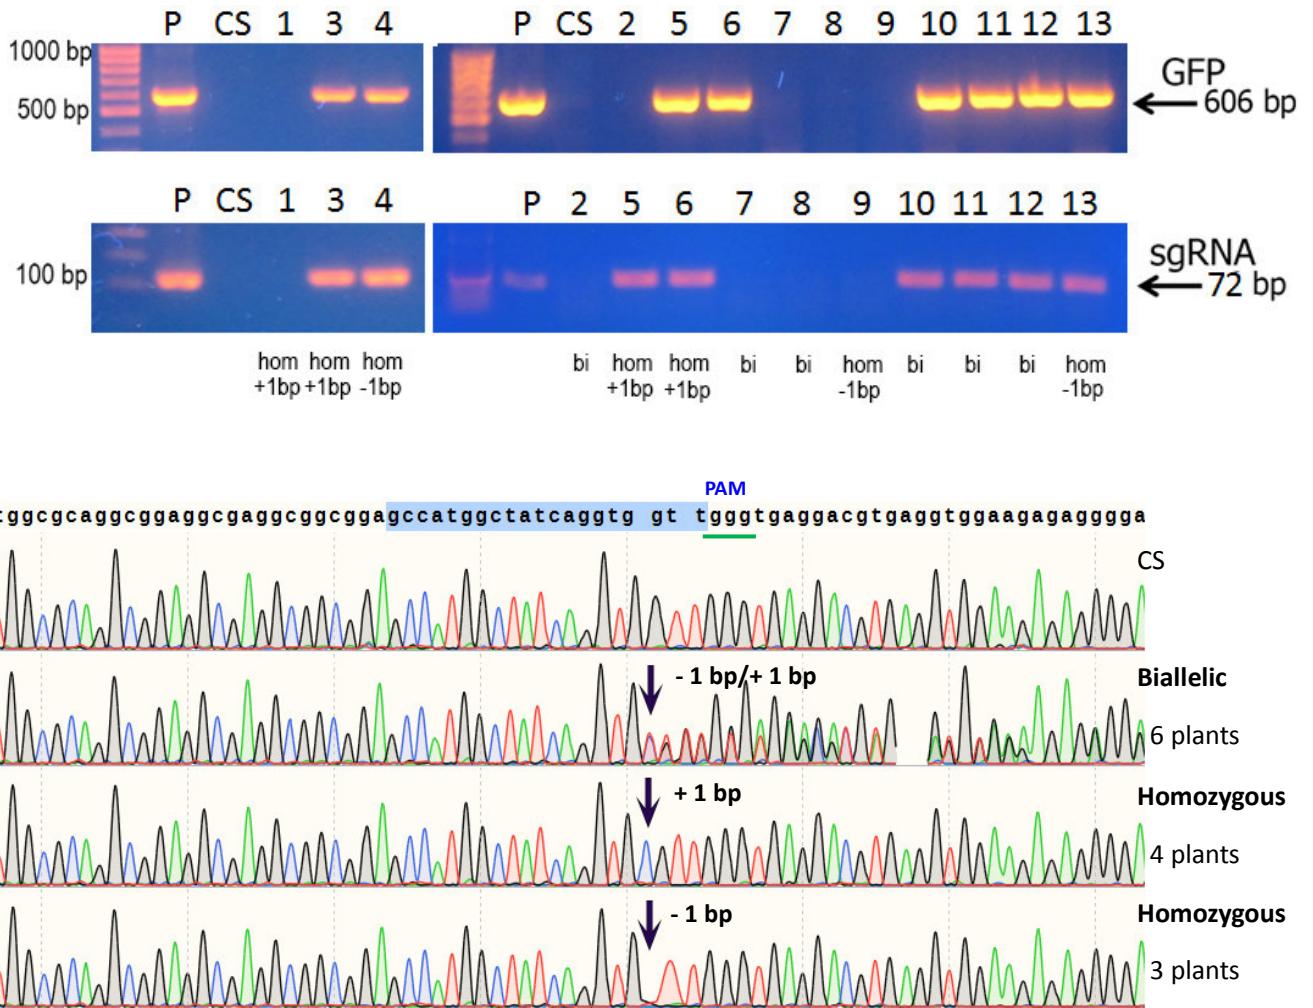 P CS 1 3 4 P CS 2 5 6 7 8 9 10 11 12 13
1000 bp
500 bp
GFP
606 bp
P CS 1 3 4 P 2 5 6 7 8 9 10 11 12 13
100 bp
sgRNA
72 bp
hom hom hom bi hom hom bi bi hom bi bi bi hom
+1bp +1bp -1bp +1bp +1bp -1bp -1bp
PAM
tggcgcaggcggaggcgaggcggcggagccatggctatcaggtg gt tgggtgaggacgtgaggtggaagagagggga
CS
- 1 bp/+ 1 bp
Biallelic
6 plants
+ 1 bp
Homozygous
4 plants
- 1 bp
Homozygous
3 plants